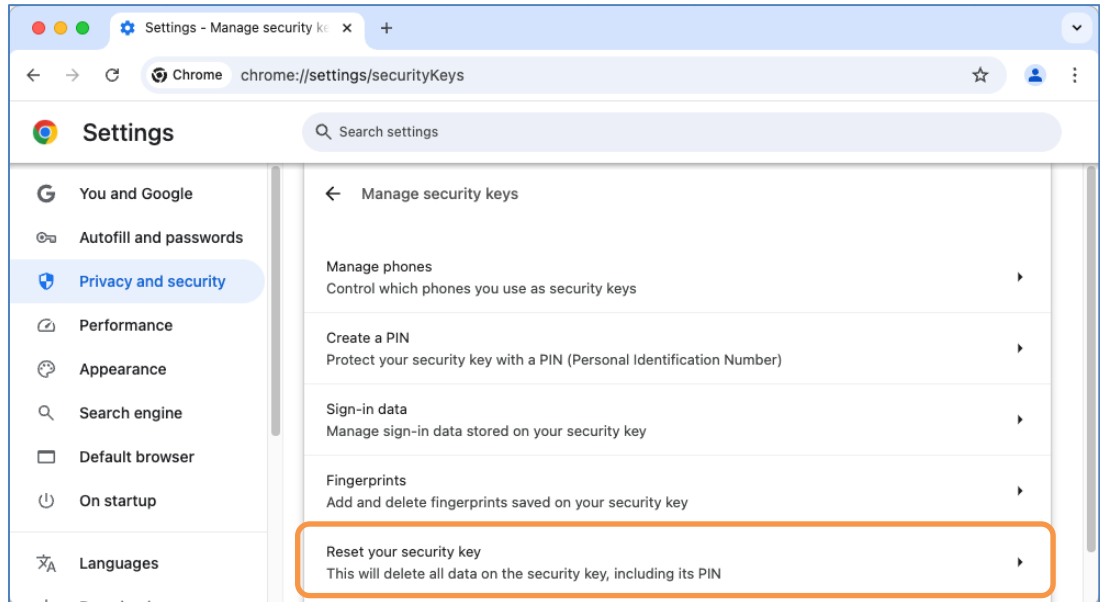 Settings - Manage security ke
Chrome chrome://settings/securityKeys
Settings
Search settings
You and Google
Autofill and passwords
Privacy and security
Performance
Appearance
Search engine
Default browser
On startup
Languages
Manage security keys
Manage phones
Control which phones you use as security keys
Create a PIN
Protect your security key with a PIN (Personal Identification Number)
Sign-in data
Manage sign-in data stored on your security key
Fingerprints
Add and delete fingerprints saved on your security key
Reset your security key
This will delete all data on the security key, including its PIN